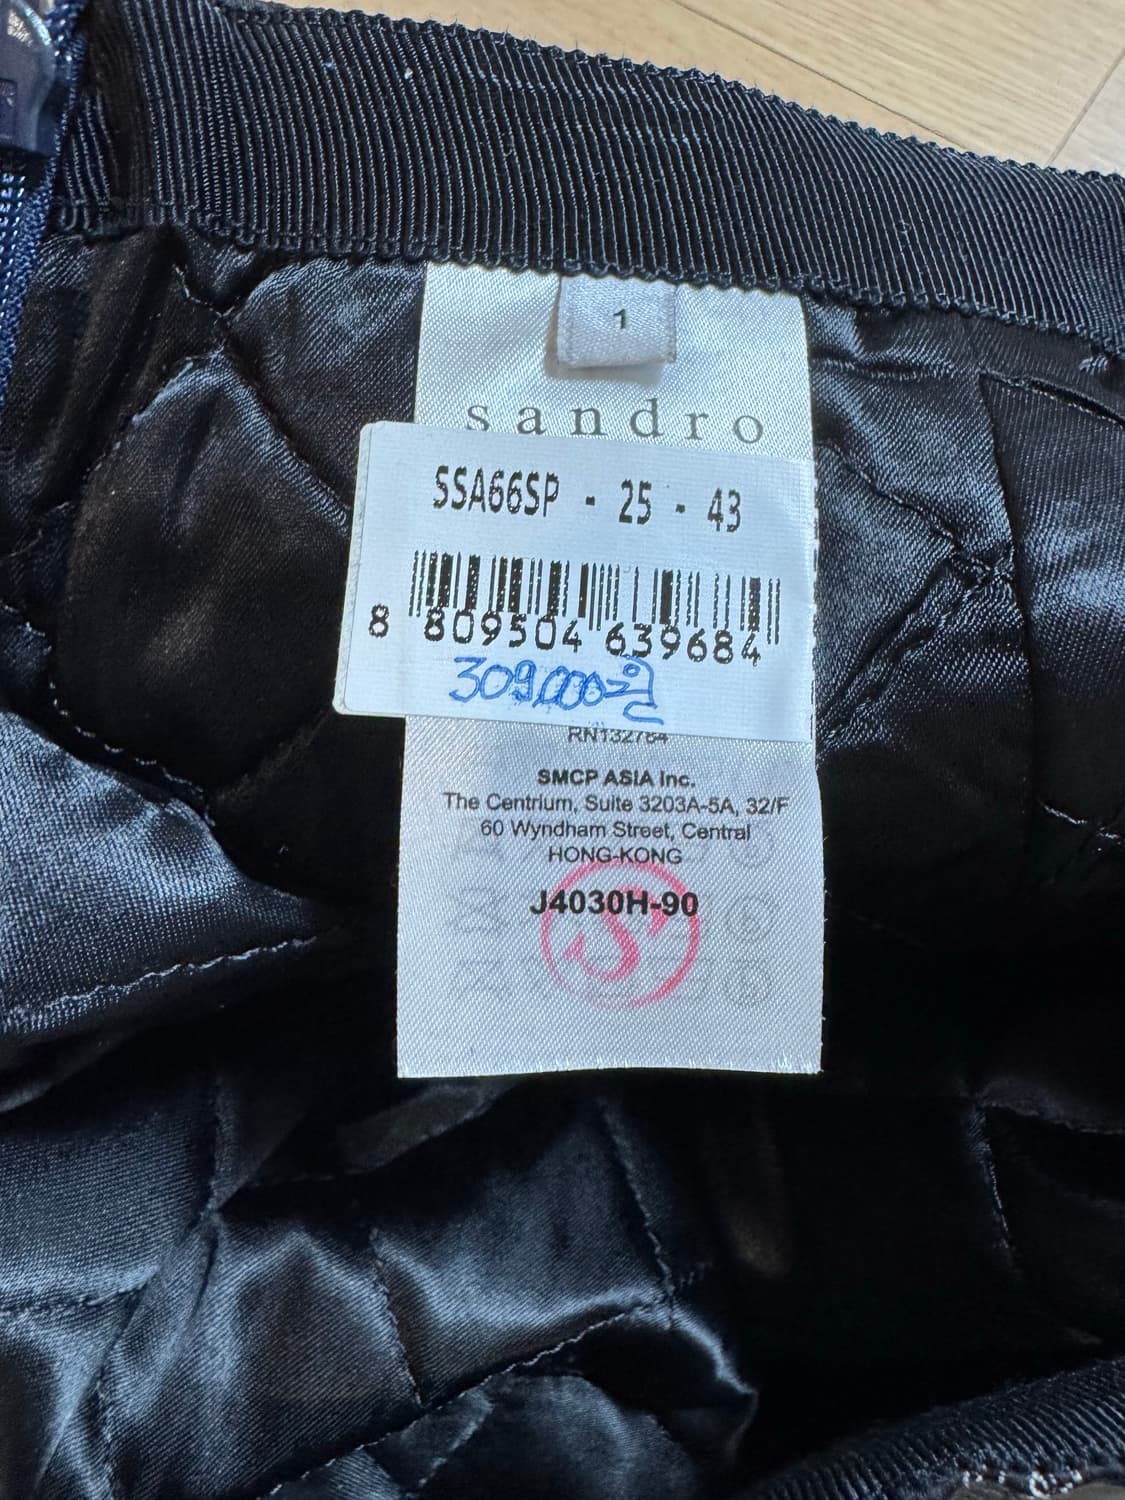 1
sandro
SSA66SP - 25 - 43
8 809504 639684
309,000원
RN132784
SMCP ASIA Inc.
The Centrium, Suite 3203A-5A, 32/F
60 Wyndham Street, Central
HONG-KONG
J4030H-90
S